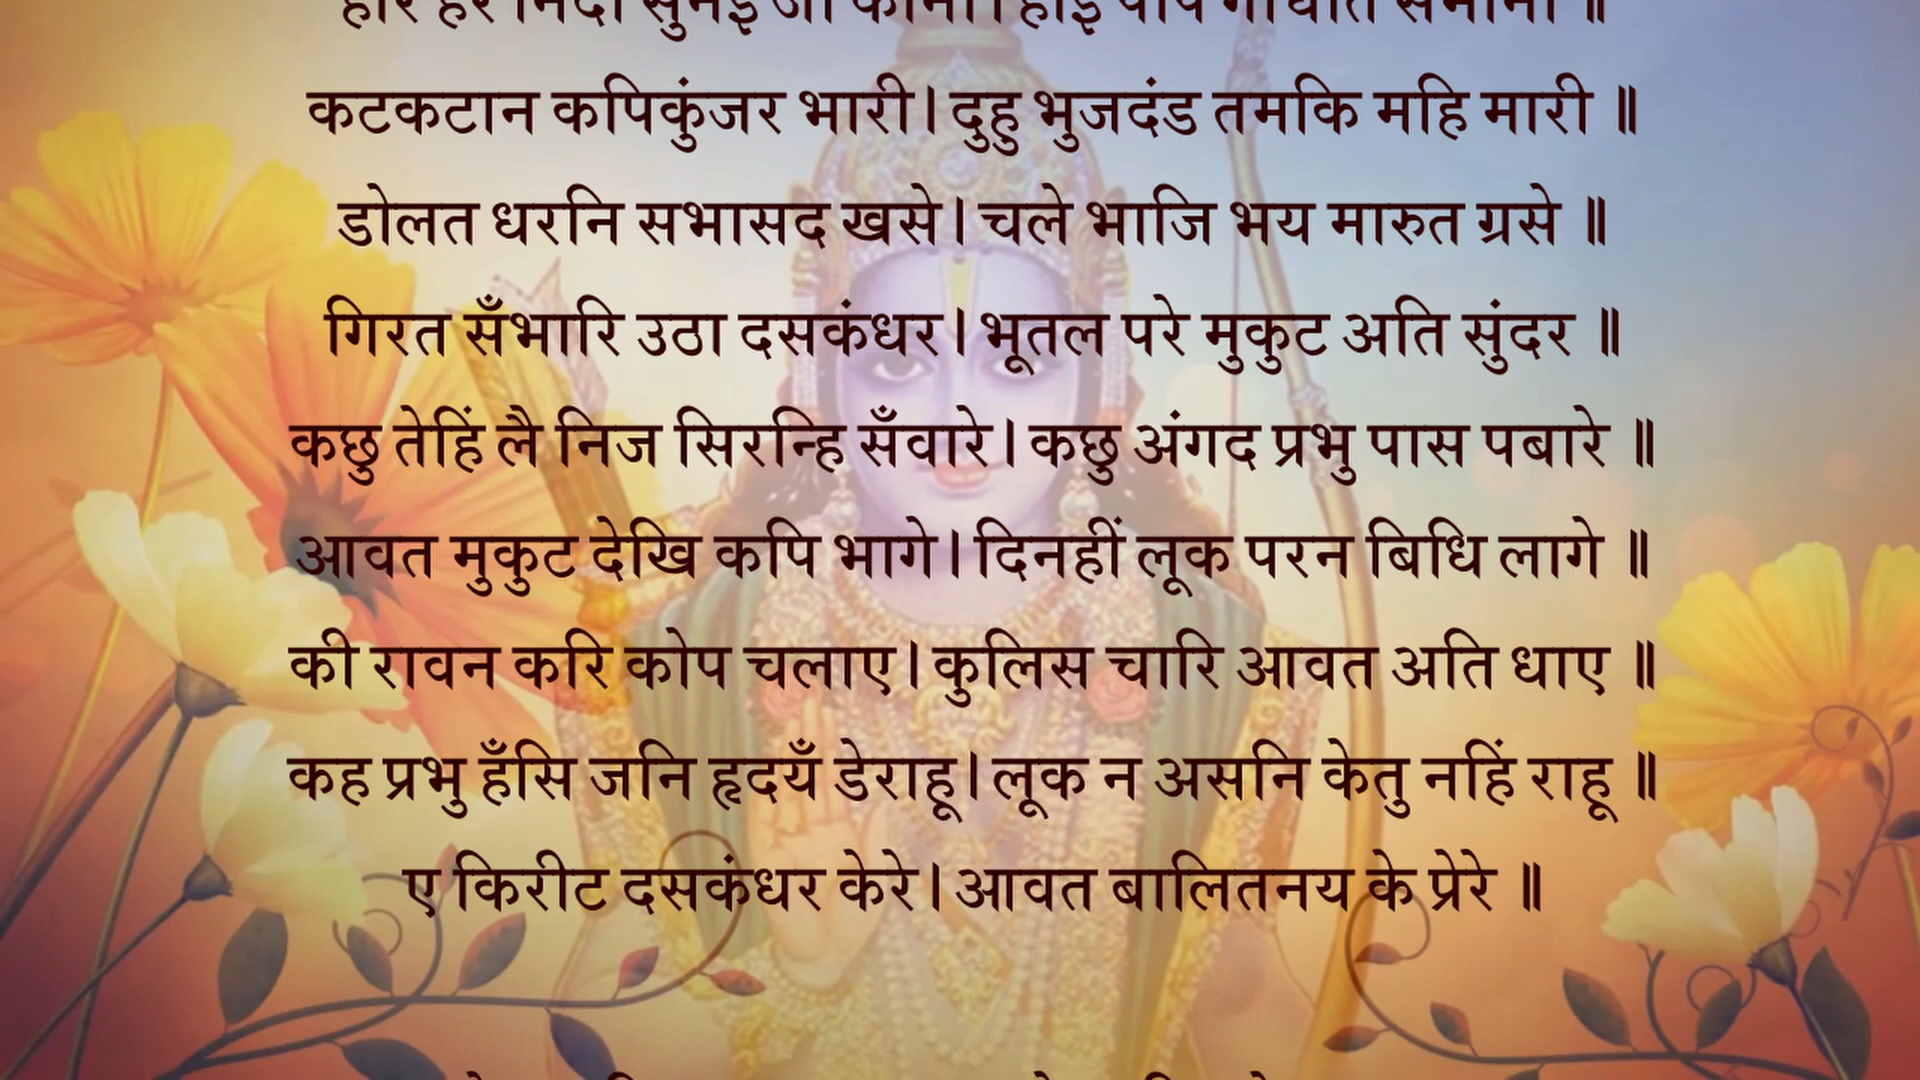 कटकटान कपिकुंजर भारी। दुहु भुजदंड तमकि महि मारी ॥
डोलत धरनि सभासद खसे। चले भाजि भय मारुत ग्रसे ॥
गिरत सँभारि उठा दसकंधर। भूतल परे मुकुट अति सुंदर ॥
कछु तेहिं लै निज सिरन्हि सँवारे। कछु अंगद प्रभु पास पबारे ॥
आवत मुकुट देखि कपि भागे। दिनहीं लूक परन बिधि लागे ॥
की रावन करि कोप चलाए। कुलिस चारि आवत अति धाए ॥
कह प्रभु हँसि जनि हृदयँ डेराहू। लूक न असनि केतु नहिं राहू ॥
ए किरीट दसकंधर केरे। आवत बालितनय के प्रेरे ॥